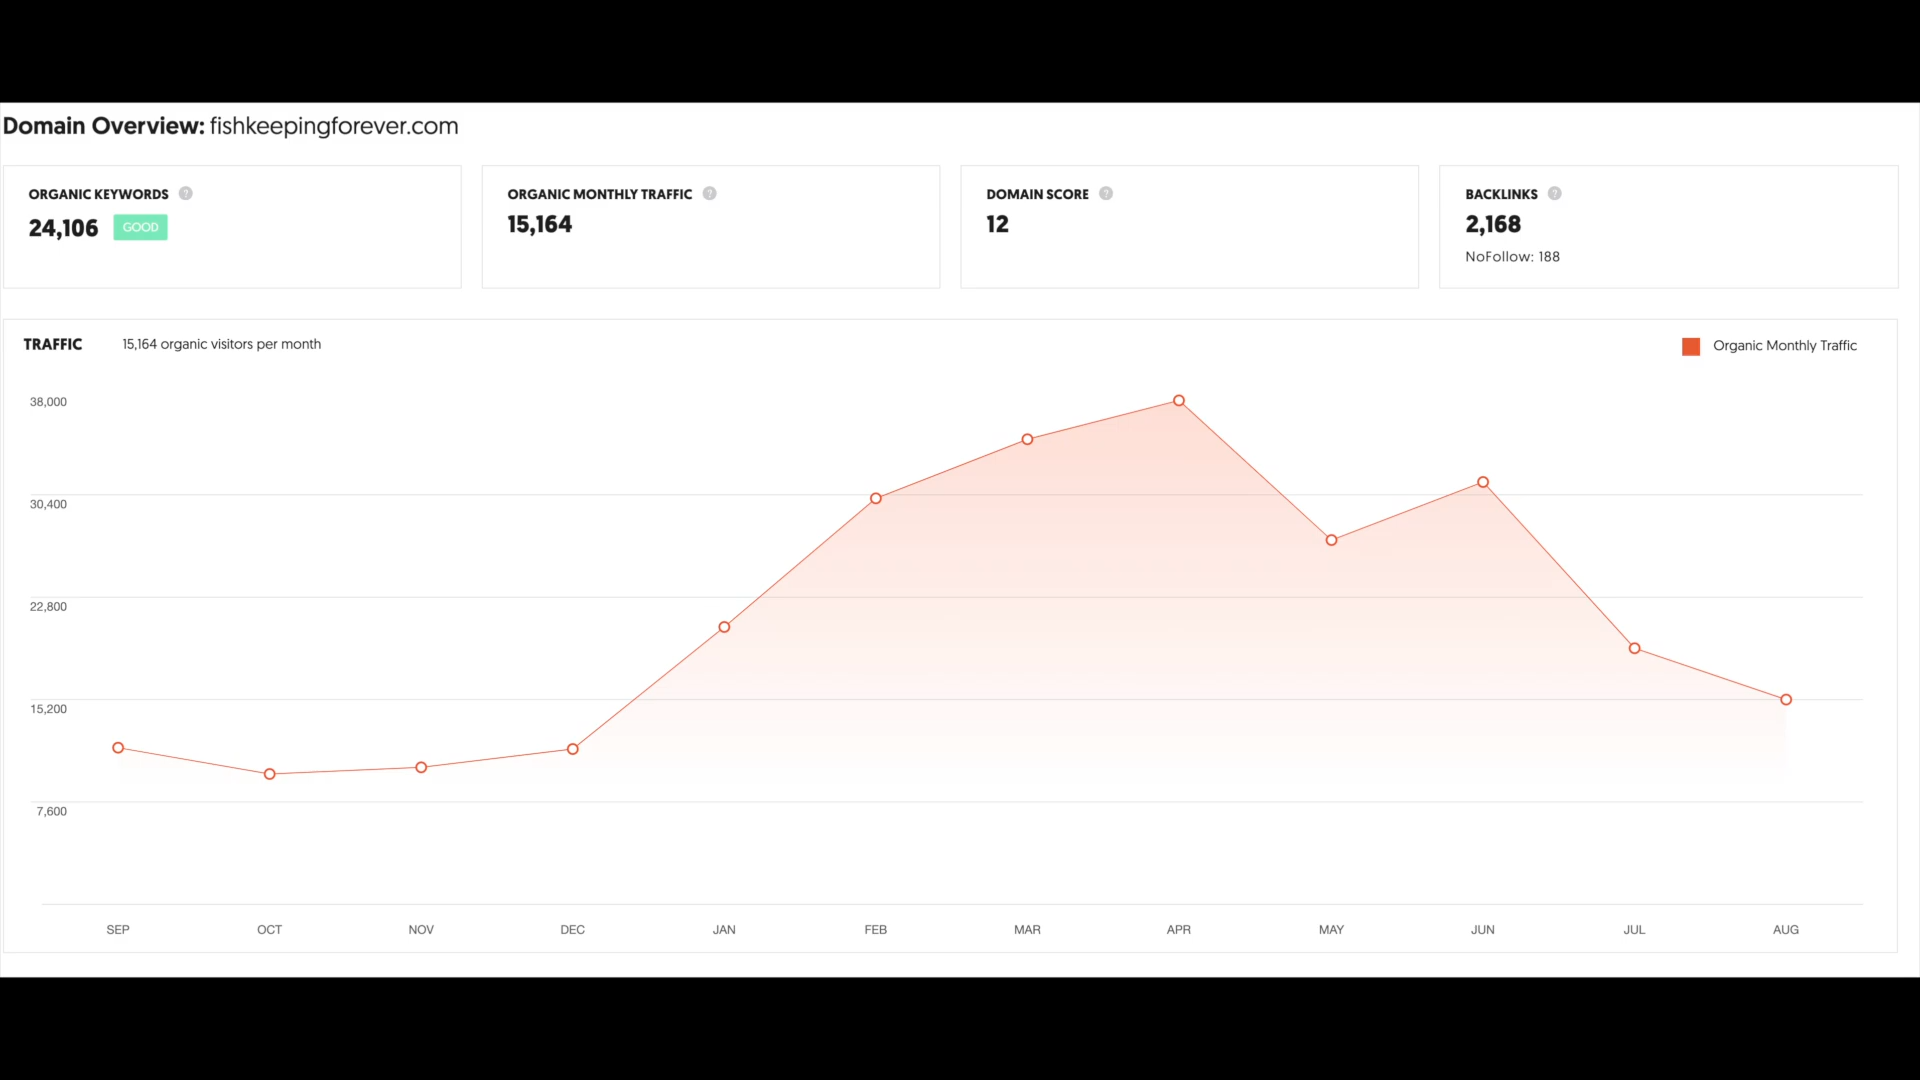 Domain Overview: fishkeepingforever.com
ORGANIC KEYWORDS ?
24,106 GOOD
ORGANIC MONTHLY TRAFFIC ?
15,164
DOMAIN SCORE ?
12
BACKLINKS ?
2,168
NoFollow: 188
TRAFFIC 15,164 organic visitors per month
Organic Monthly Traffic
38,000
30,400
22,800
15,200
7,600
SEP OCT NOV DEC JAN FEB MAR APR MAY JUN JUL AUG